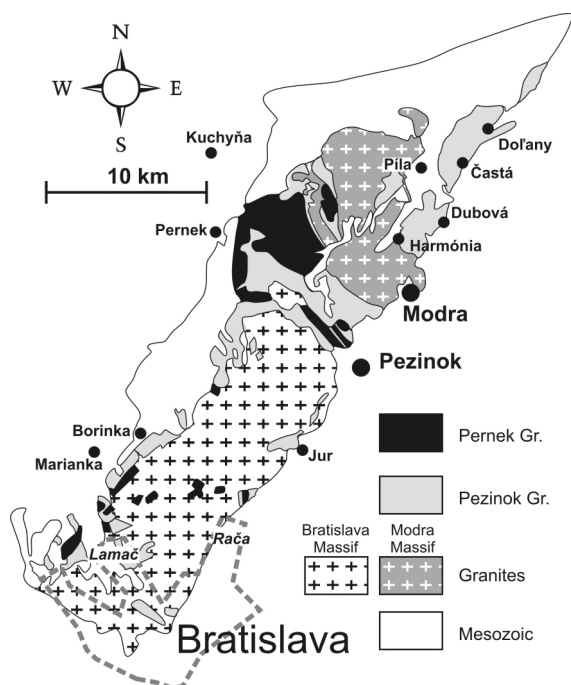 N
W E
S
Kuchyňa
10 km
Pernek
Píla
Doľany
Častá
Dubová
Harmónia
Modra
Pezinok
Borinka
Marianka
Jur
Lamač
Rača
Bratislava
Pernek Gr.
Pezinok Gr.
Bratislava
Massif
Modra
Massif
Granites
Mesozoic